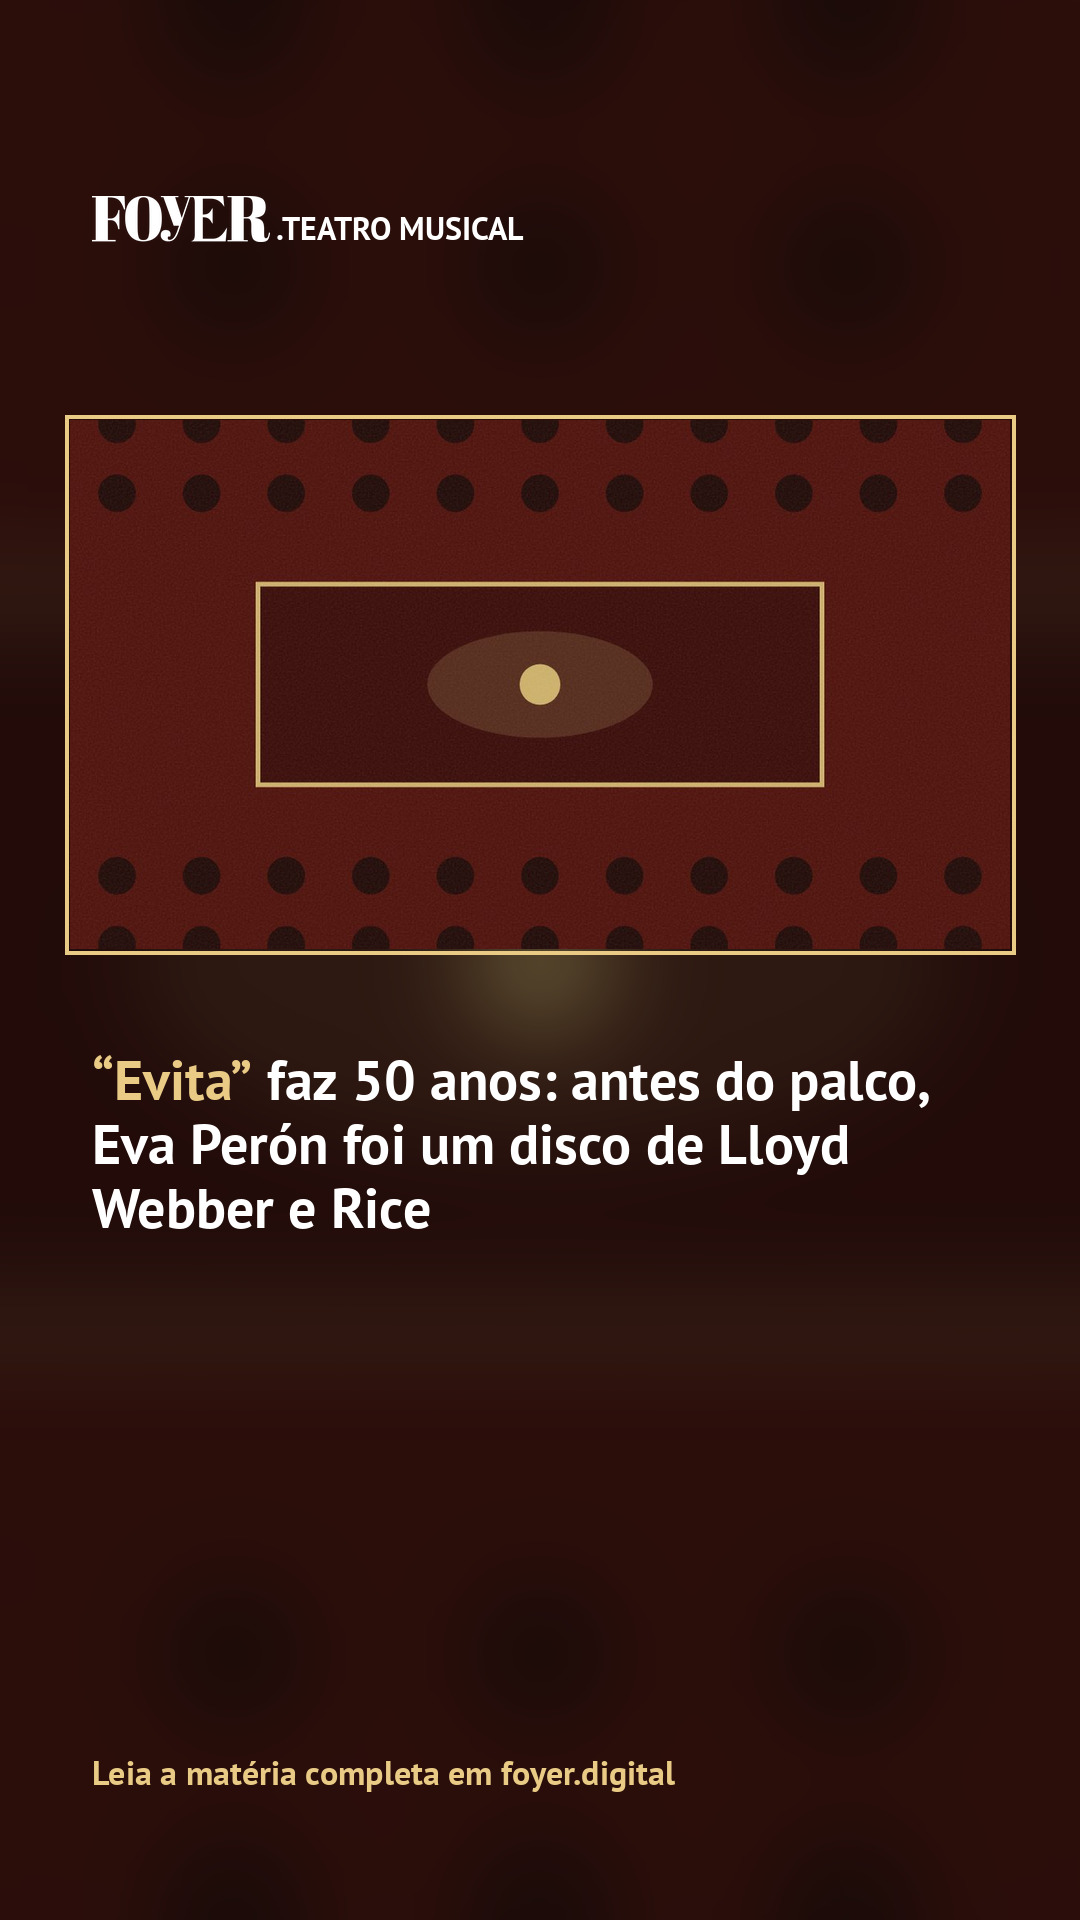 FOYER .TEATRO MUSICAL
“Evita” faz 50 anos: antes do palco,
Eva Perón foi um disco de Lloyd
Webber e Rice
Leia a matéria completa em foyer.digital